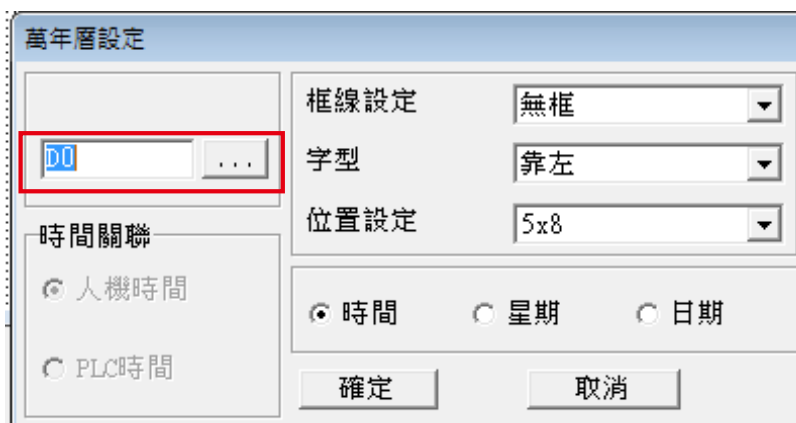 萬年曆設定
D0
...
時間關聯
人機時間
PLC時間
框線設定 無框
字型 靠左
位置設定 5x8
時間 星期 日期
確定 取消